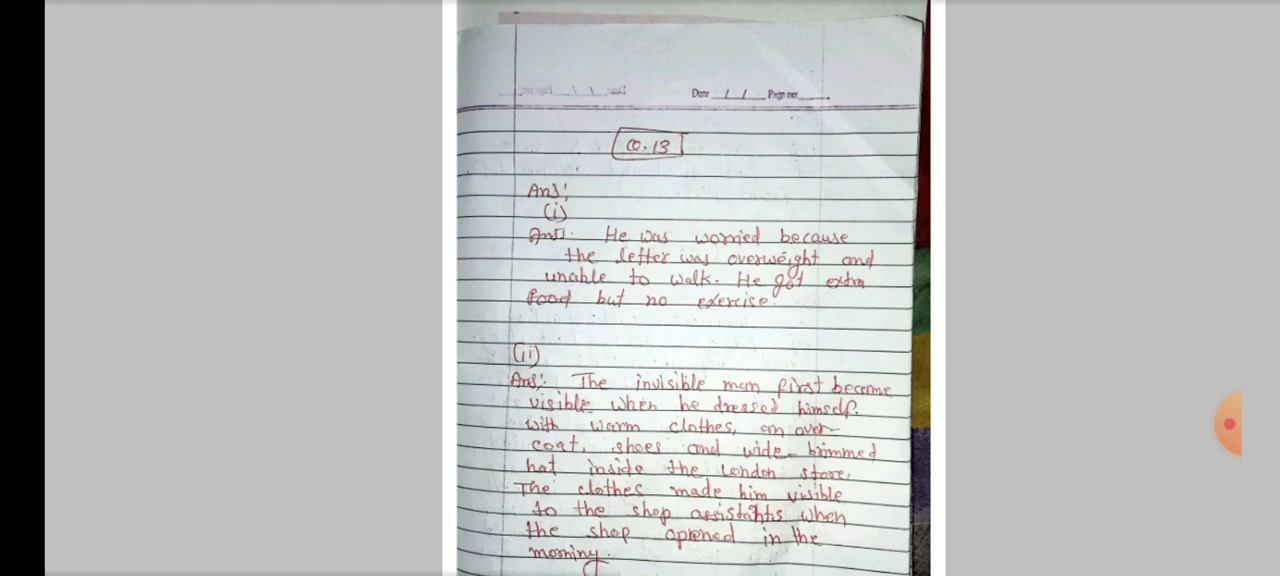 Date / / Page no:
Q. 13
Ans:
(i)
Ans: He was worried because
the letter was overweight and
unable to walk. He got extra
food but no exercise.
(ii)
Ans: The invisible man first became
visible when he dressed himself.
with warm clothes, an over-
coat, shoes and wide-brimmed
hat inside the London store.
The clothes made him visible
to the shop assistants when
the shop opened in the
morning.